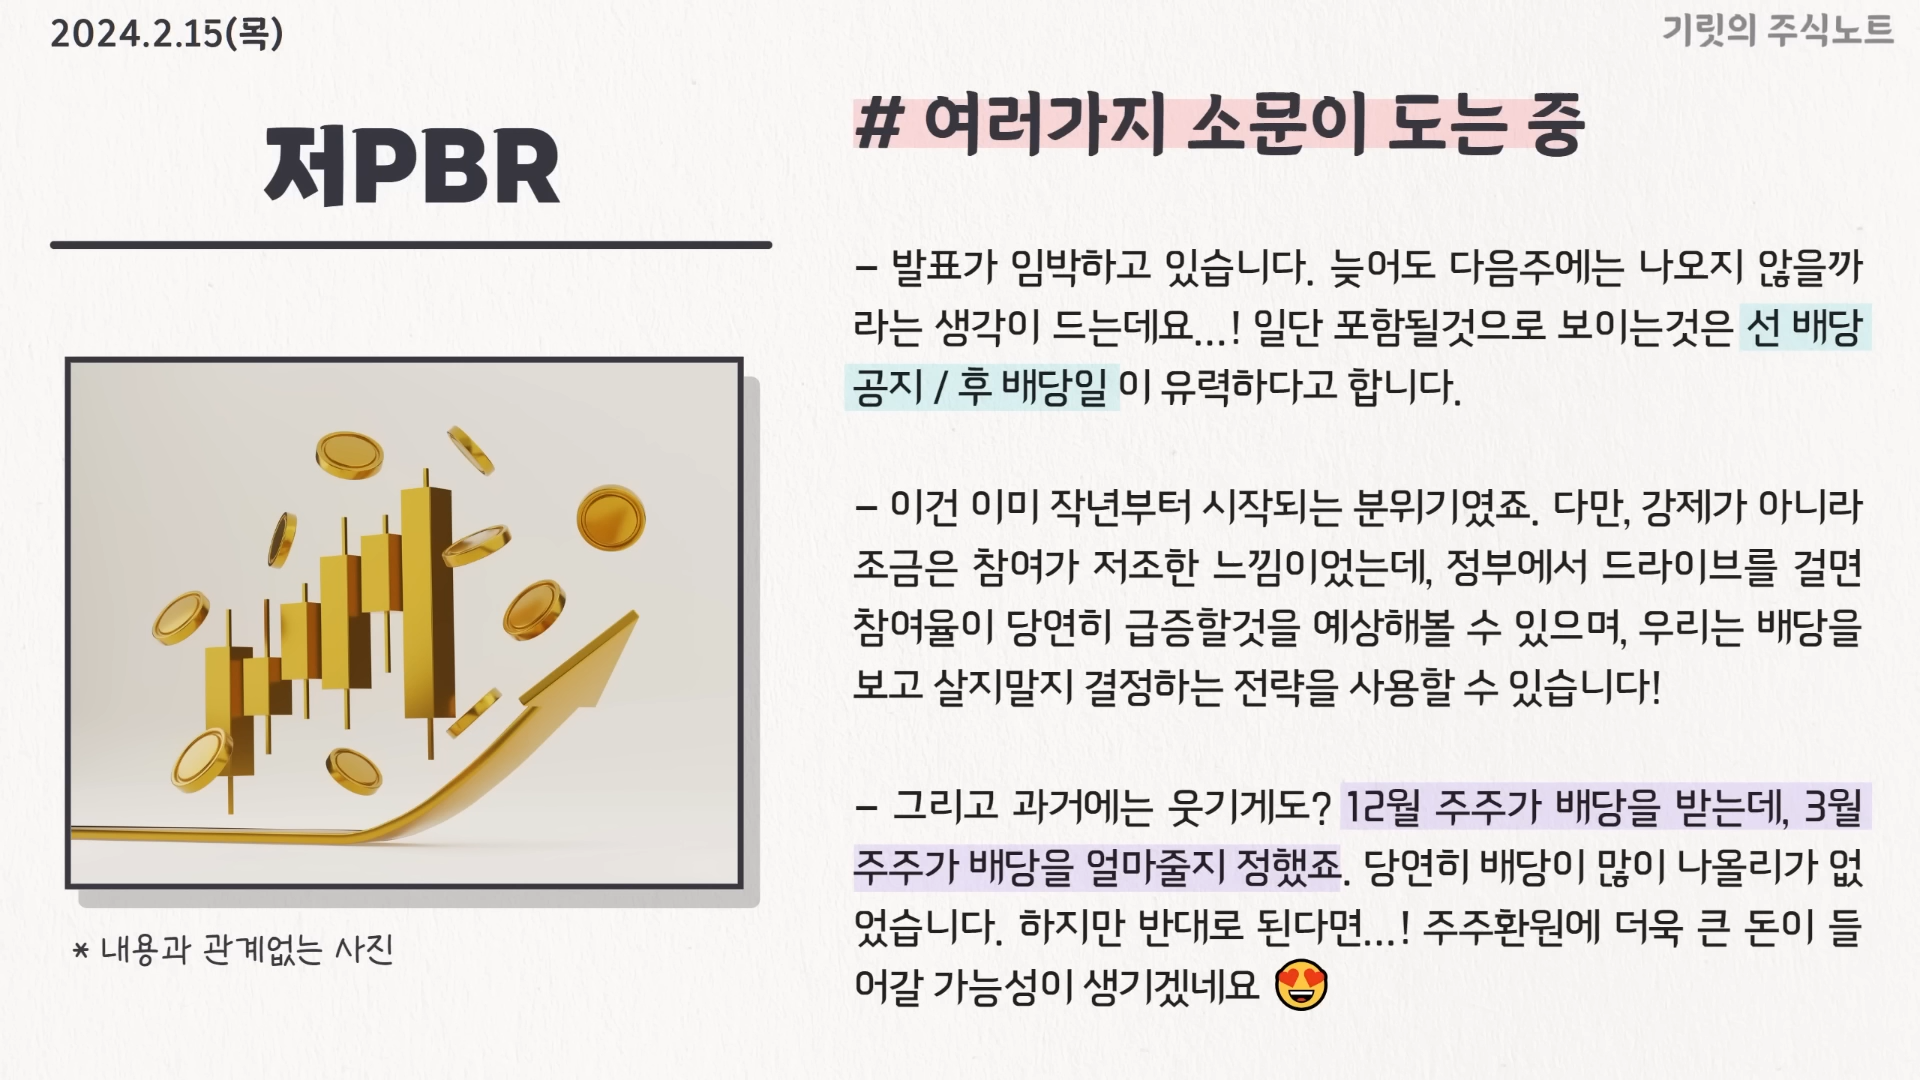 2024.2.15(목)
기릿의 주식노트
저PBR
* 내용과 관계없는 사진
# 여러가지 소문이 도는 중
– 발표가 임박하고 있습니다. 늦어도 다음주에는 나오지 않을까
라는 생각이 드는데요...! 일단 포함될것으로 보이는것은 선 배당
공지 / 후 배당일 이 유력하다고 합니다.
– 이건 이미 작년부터 시작되는 분위기였죠. 다만, 강제가 아니라
조금은 참여가 저조한 느낌이었는데, 정부에서 드라이브를 걸면
참여율이 당연히 급증할것을 예상해볼 수 있으며, 우리는 배당을
보고 살지말지 결정하는 전략을 사용할 수 있습니다!
– 그리고 과거에는 웃기게도? 12월 주주가 배당을 받는데, 3월
주주가 배당을 얼마줄지 정했죠. 당연히 배당이 많이 나올리가 없
었습니다. 하지만 반대로 된다면...! 주주환원에 더욱 큰 돈이 들
어갈 가능성이 생기겠네요 😍